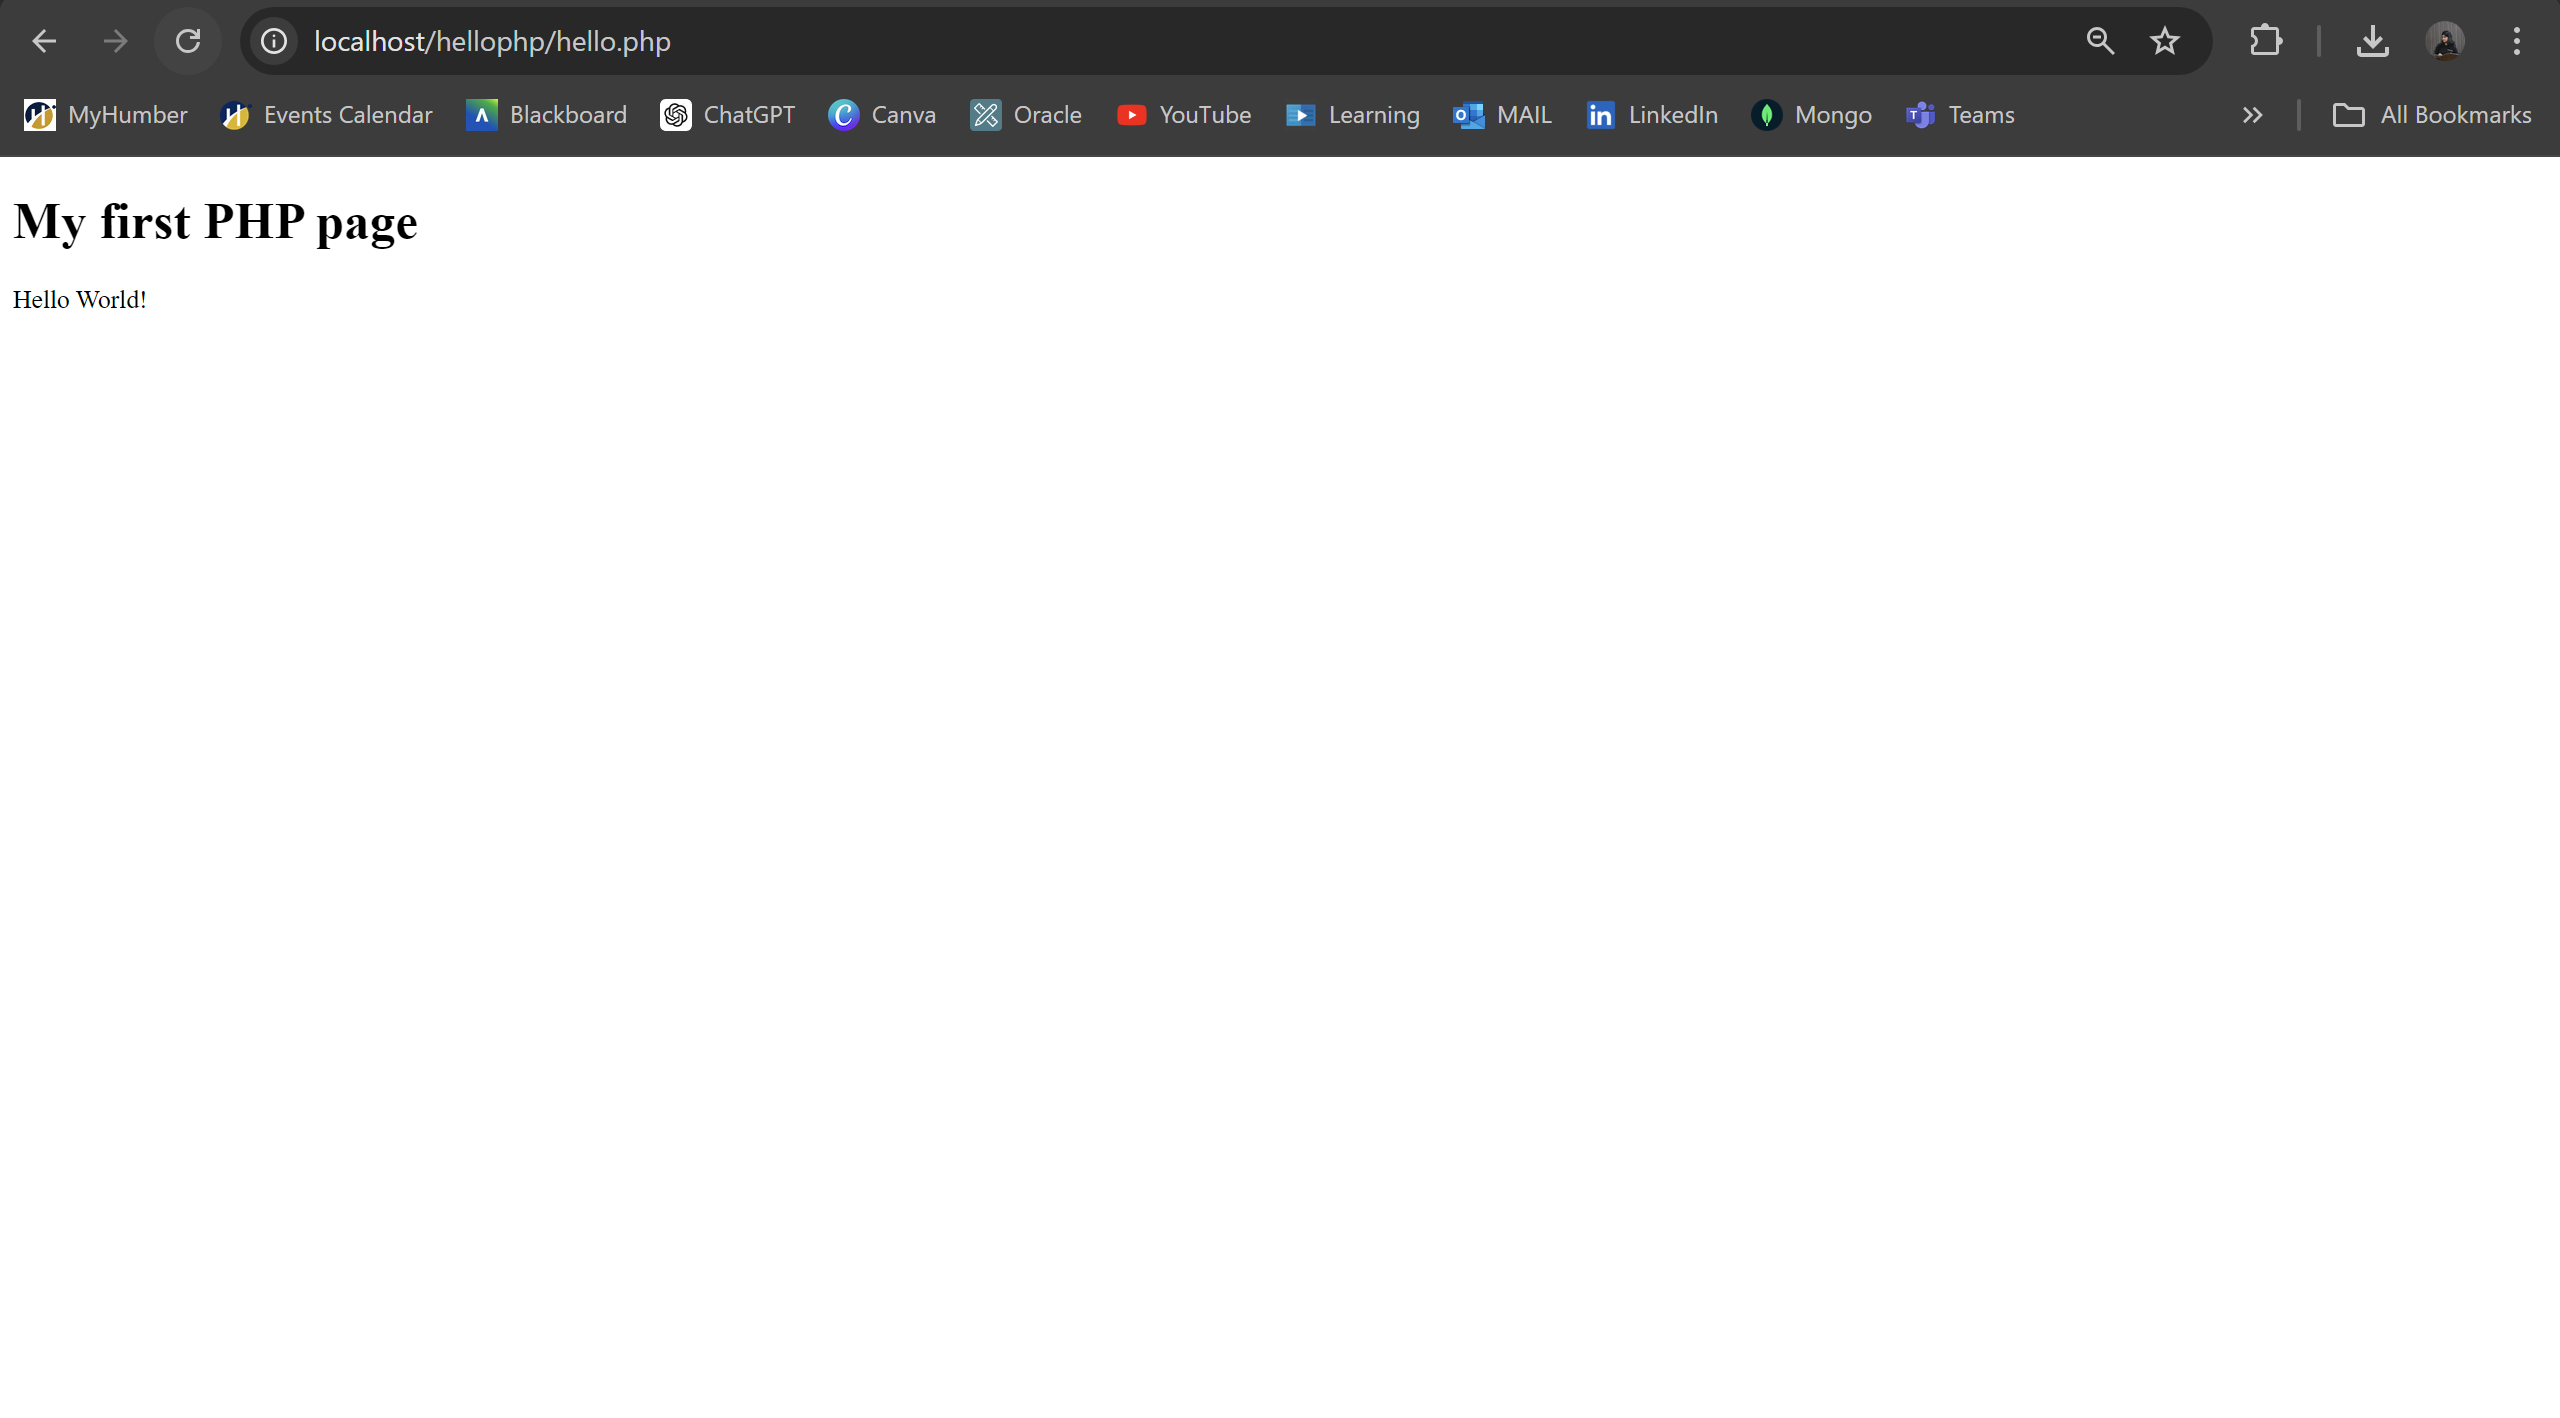 localhost/hellophp/hello.php
MyHumber Events Calendar Blackboard ChatGPT Canva Oracle YouTube Learning MAIL LinkedIn Mongo Teams All Bookmarks
My first PHP page
Hello World!